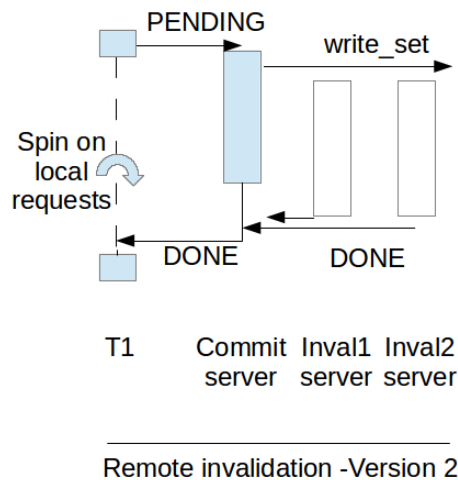 PENDING
write_set
Spin on
local
requests
DONE
DONE
T1
Commit
server
Inval1
server
Inval2
server
Remote invalidation -Version 2